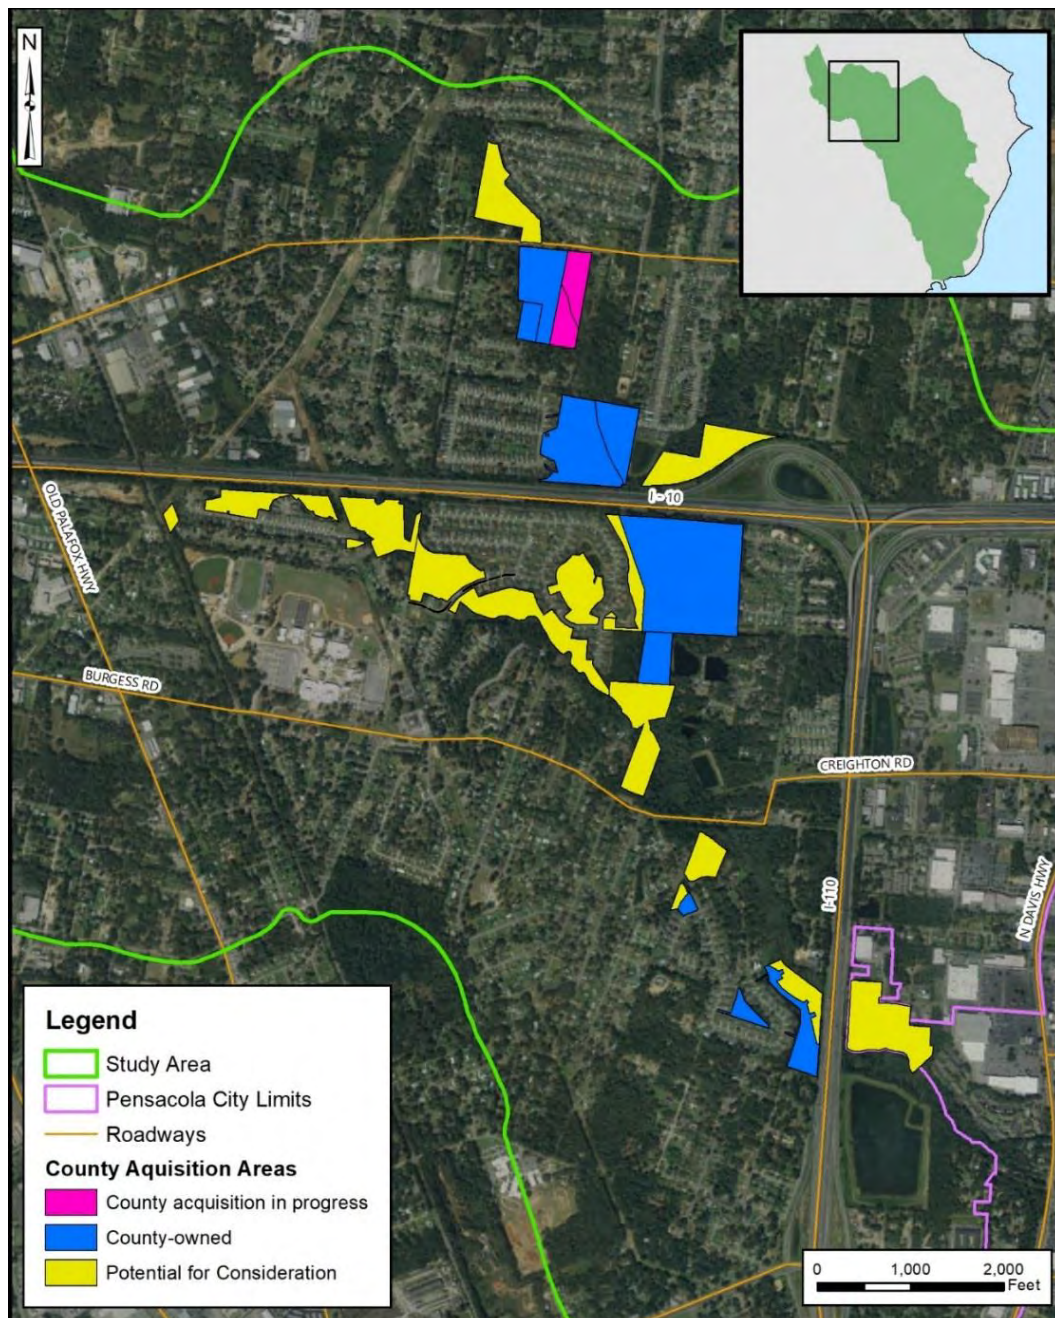 N
I - 10
OLD PALAFOX HWY
BURGESS RD
CREIGHTON RD
I-110
N DAVIS HWY
Legend
Study Area
Pensacola City Limits
Roadways
County Aquisition Areas
County acquisition in progress
County-owned
Potential for Consideration
0 1,000 2,000
Feet